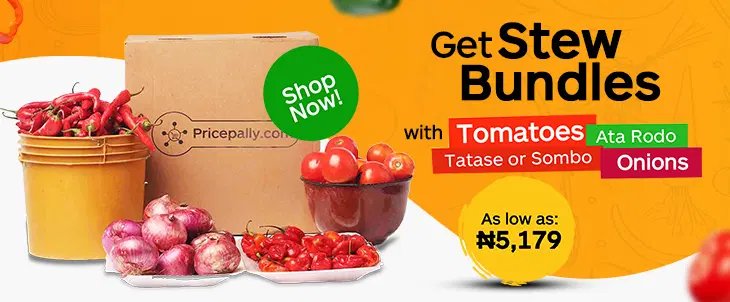 Get Stew
Bundles
with Tomatoes Ata Rodo
Tatase or Sombo Onions
As low as:
₦5,179
Shop
Now!
Pricepally.com